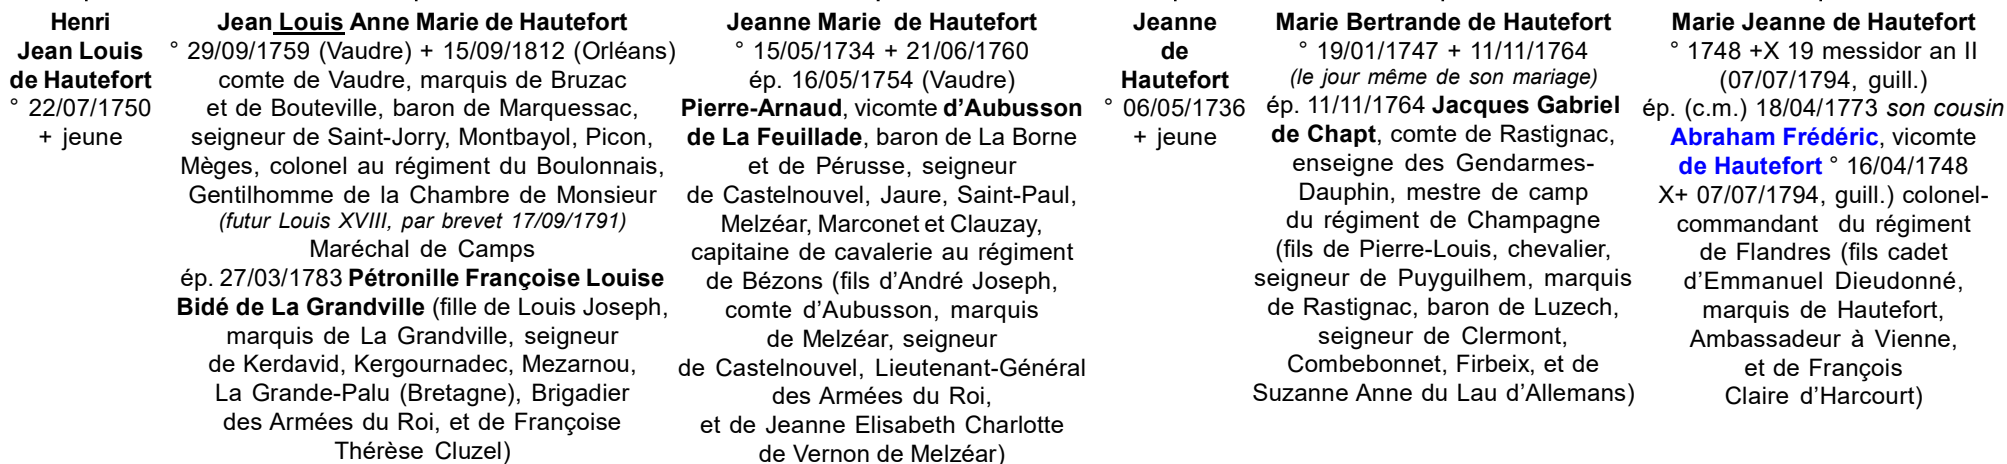 Henri
Jean Louis
de Hautefort
° 22/07/1750
+ jeune
Jean Louis Anne Marie de Hautefort
° 29/09/1759 (Vaudre) + 15/09/1812 (Orléans)
comte de Vaudre, marquis de Bruzac
et de Bouteville, baron de Marquessac,
seigneur de Saint-Jorry, Montbayol, Picon,
Mèges, colonel au régiment du Boulonnais,
Gentilhomme de la Chambre de Monsieur
(futur Louis XVIII, par brevet 17/09/1791)
Maréchal de Camps
ép. 27/03/1783 Pétronille Françoise Louise
Bidé de La Grandville (fille de Louis Joseph,
marquis de La Grandville, seigneur
de Kerdavid, Kergournadec, Mezarnou,
La Grande-Palu (Bretagne), Brigadier
des Armées du Roi, et de Françoise
Thérèse Cluzel)
Jeanne Marie de Hautefort
° 15/05/1734 + 21/06/1760
ép. 16/05/1754 (Vaudre)
Pierre-Arnaud, vicomte d’Aubusson
de La Feuillade, baron de La Borne
et de Pérusse, seigneur
de Castelnouvel, Jaure, Saint-Paul,
Melzéar, Marconet et Clauzay,
capitaine de cavalerie au régiment
de Bézons (fils d’André Joseph,
comte d’Aubusson, marquis
de Melzéar, seigneur
de Castelnouvel, Lieutenant-Général
des Armées du Roi,
et de Jeanne Elisabeth Charlotte
de Vernon de Melzéar)
Jeanne
de
Hautefort
° 06/05/1736
+ jeune
Marie Bertrande de Hautefort
° 19/01/1747 + 11/11/1764
(le jour même de son mariage)
ép. 11/11/1764 Jacques Gabriel
de Chapt, comte de Rastignac,
enseigne des Gendarmes-
Dauphin, mestre de camp
du régiment de Champagne
(fils de Pierre-Louis, chevalier,
seigneur de Puyguilhem, marquis
de Rastignac, baron de Luzech,
seigneur de Clermont,
Combebonnet, Firbeix, et de
Suzanne Anne du Lau d’Allemans)
Marie Jeanne de Hautefort
° 1748 +X 19 messidor an II
(07/07/1794, guill.)
ép. (c.m.) 18/04/1773 son cousin
Abraham Frédéric, vicomte
de Hautefort ° 16/04/1748
X+ 07/07/1794, guill.) colonel-
commandant du régiment
de Flandres (fils cadet
d’Emmanuel Dieudonné,
marquis de Hautefort,
Ambassadeur à Vienne,
et de François
Claire d’Harcourt)